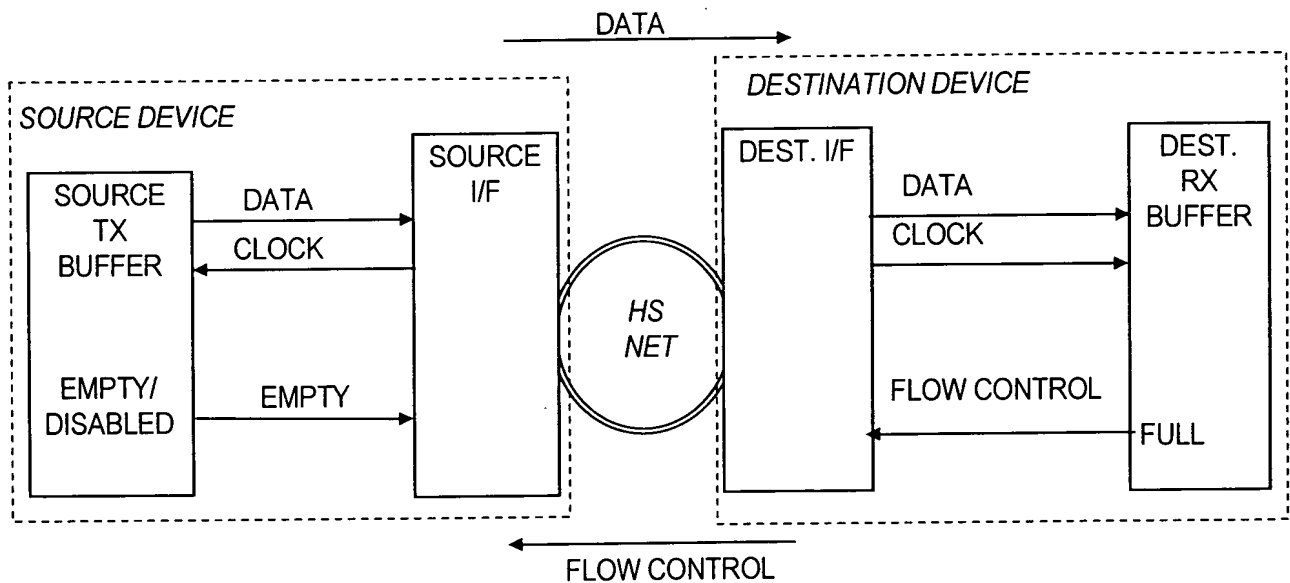 DATA
SOURCE DEVICE
DESTINATION DEVICE
SOURCE
TX
BUFFER
EMPTY/
DISABLED
DATA
CLOCK
EMPTY
SOURCE
I/F
HS
NET
DEST. I/F
DATA
CLOCK
FLOW CONTROL
DEST.
RX
BUFFER
FULL
FLOW CONTROL